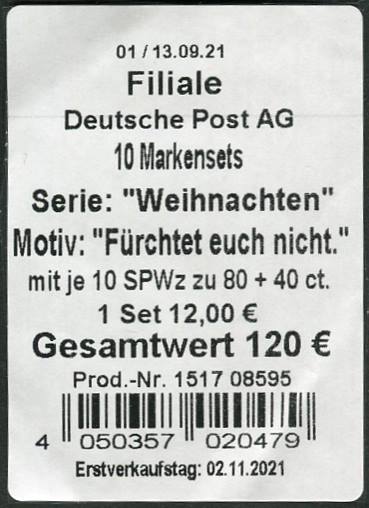 01 / 13.09.21
Filiale
Deutsche Post AG
10 Markensets
Serie: "Weihnachten"
Motiv: "Fürchtet euch nicht."
mit je 10 SPWz zu 80 + 40 ct.
1 Set 12,00 €
Gesamtwert 120 €
Prod.-Nr. 1517 08595
4 050357 020479
Erstverkaufstag: 02.11.2021